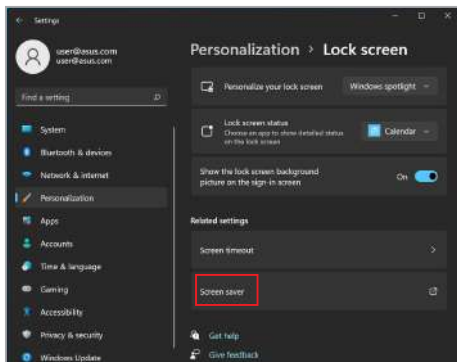 Settings
user@asus.com
user@asus.com
Find a setting
System
Bluetooth & devices
Network & internet
Personalization
Apps
Accounts
Time & language
Gaming
Accessibility
Privacy & security
Windows Update
Personalization > Lock screen
Personalize your lock screen
Windows spotlight
Lock screen status
Choose an app to show detailed status
on the lock screen
Calendar
Show the lock screen background
picture on the sign-in screen
On
Related settings
Screen timeout
Screen saver
Get help
Give feedback